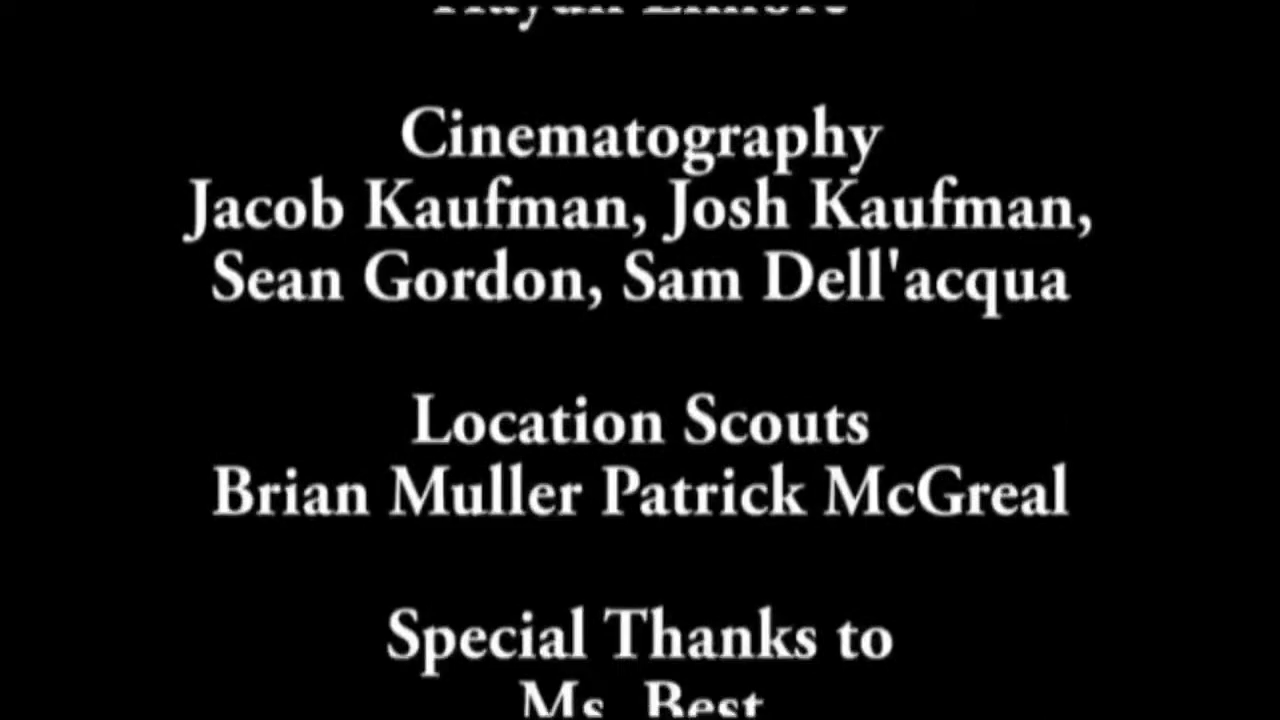 Cinematography
Jacob Kaufman, Josh Kaufman,
Sean Gordon, Sam Dell'acqua
Location Scouts
Brian Muller Patrick McGreal
Special Thanks to
Ms. Best